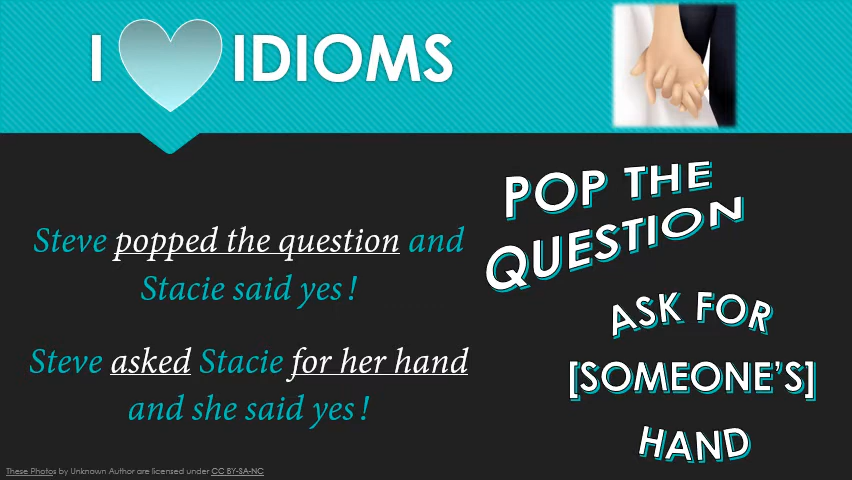 I IDIOMS
Steve popped the question and
Stacie said yes!
Steve asked Stacie for her hand
and she said yes!
POP THE
QUESTION
ASK FOR
[SOMEONE'S]
HAND
These Photos by Unknown Author are licensed under CC BY-SA-NC